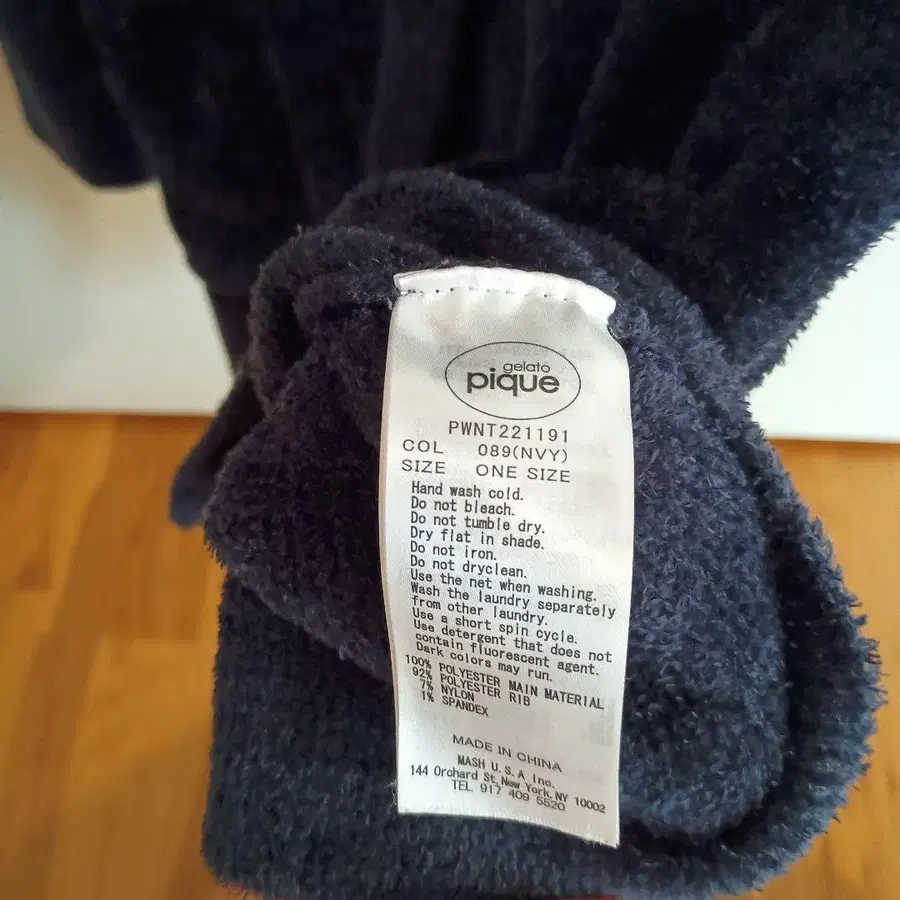 gelato
pique
PWNT221191
COL 089(NVY)
SIZE ONE SIZE
Hand wash cold.
Do not bleach.
Do not tumble dry.
Dry flat in shade.
Do not iron.
Do not dryclean.
Use the net when washing.
Wash the laundry separately
from other laundry.
Use a short spin cycle.
Use detergent that does not
contain fluorescent agent.
Dark colors may run.
100% POLYESTER MAIN MATERIAL
92% POLYESTER RIB
7% NYLON
1% SPANDEX
MADE IN CHINA
MASH U.S.A Inc.
144 Orchard St, New York, NY 10002
TEL 917 409 5520